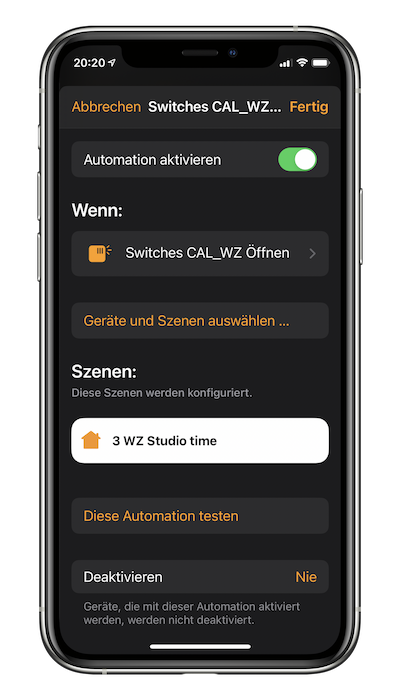 20:20
Abbrechen Switches CAL_WZ... Fertig
Automation aktivieren
Wenn:
Switches CAL_WZ Öffnen
Geräte und Szenen auswählen ...
Szenen:
Diese Szenen werden konfiguriert.
3 WZ Studio time
Diese Automation testen
Deaktivieren Nie
Geräte, die mit dieser Automation aktiviert
werden, werden nicht deaktiviert.